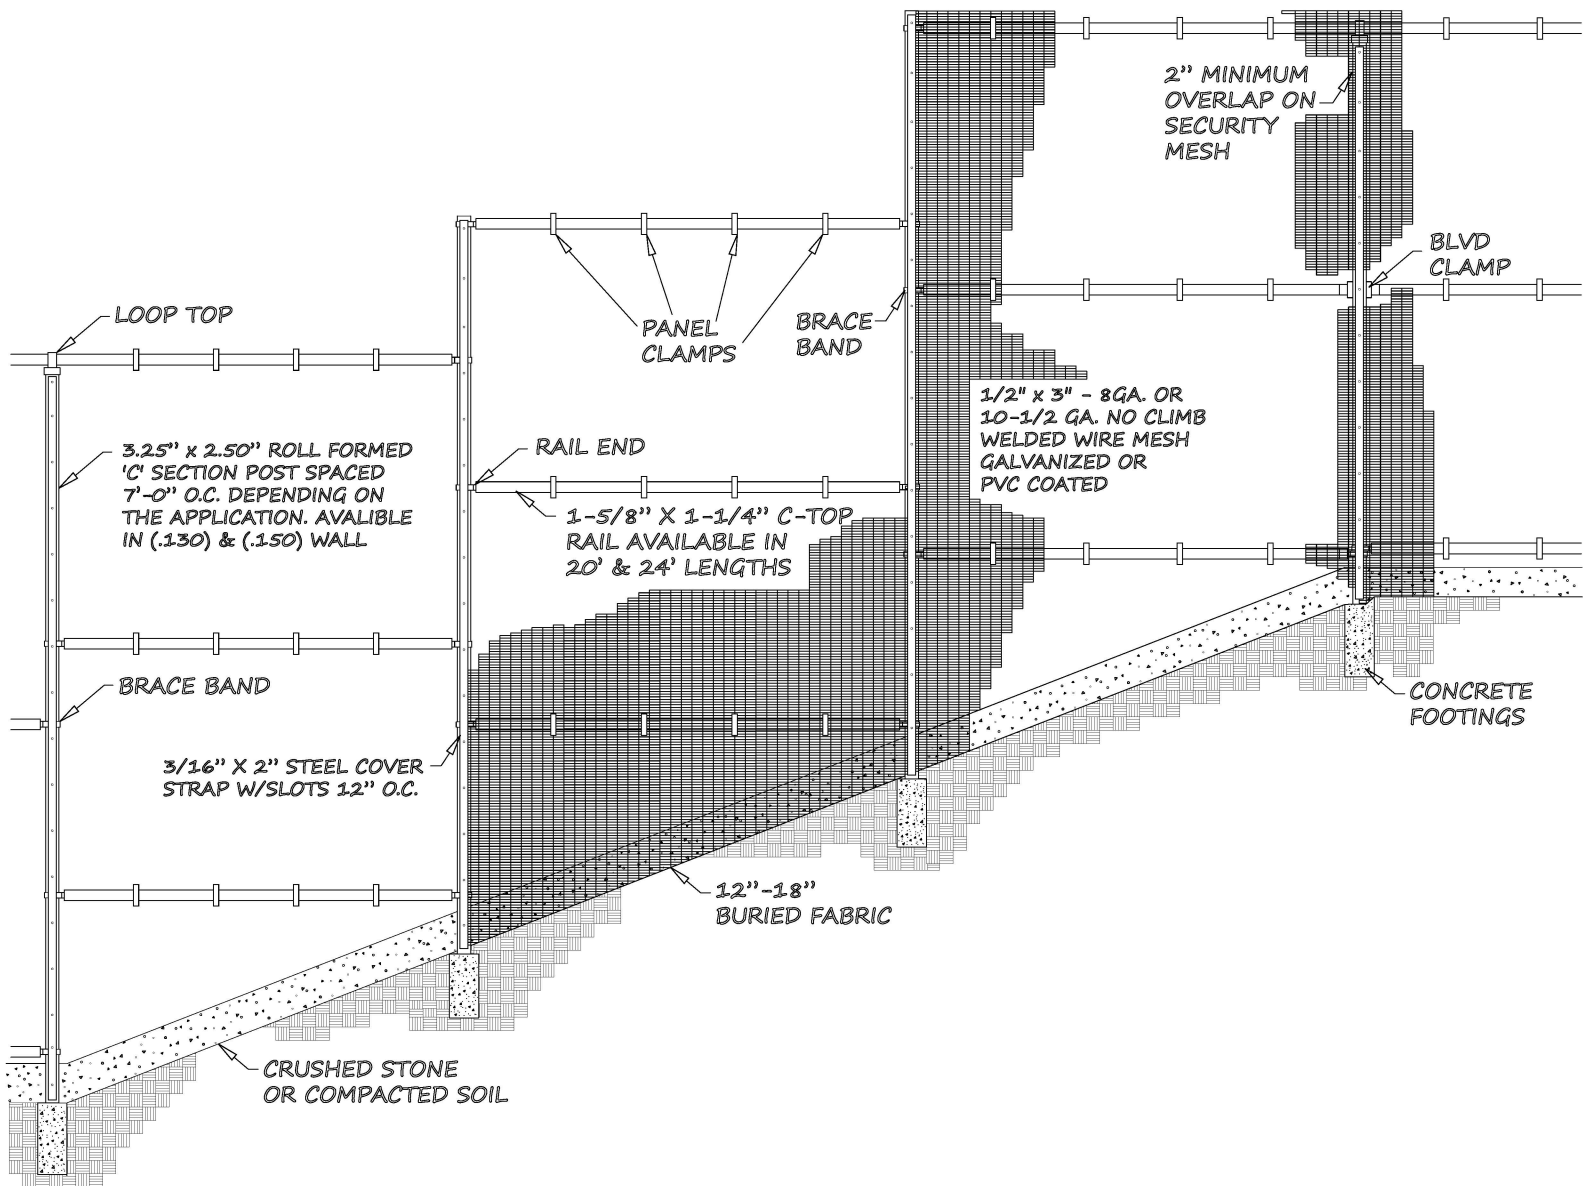 2” MINIMUM
OVERLAP ON
SECURITY
MESH
BLVD
CLAMP
LOOP TOP
PANEL
CLAMPS
BRACE
BAND
1/2" x 3" - 8GA. OR
10-1/2 GA. NO CLIMB
WELDED WIRE MESH
GALVANIZED OR
PVC COATED
3.25” x 2.50” ROLL FORMED
'C' SECTION POST SPACED
7'-0” O.C. DEPENDING ON
THE APPLICATION. AVALIBLE
IN (.130) & (.150) WALL
RAIL END
1-5/8” X 1-1/4” C-TOP
RAIL AVAILABLE IN
20' & 24' LENGTHS
BRACE BAND
CONCRETE
FOOTINGS
3/16” X 2” STEEL COVER
STRAP W/SLOTS 12” O.C.
12”-18”
BURIED FABRIC
CRUSHED STONE
OR COMPACTED SOIL